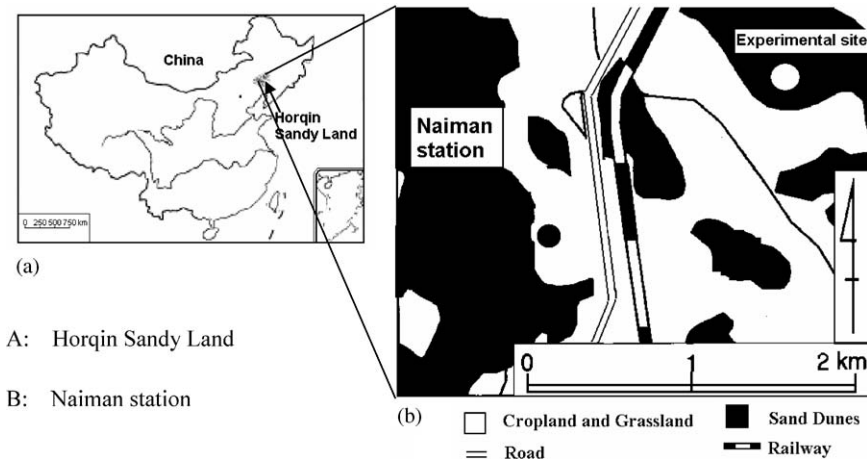 China
Horqin
Sandy Land
0 250 500 750 km
(a)
A: Horqin Sandy Land
B: Naiman station
Experimental site
Naiman
station
0 1 2 km
(b)
Cropland and Grassland
Sand Dunes
Road
Railway